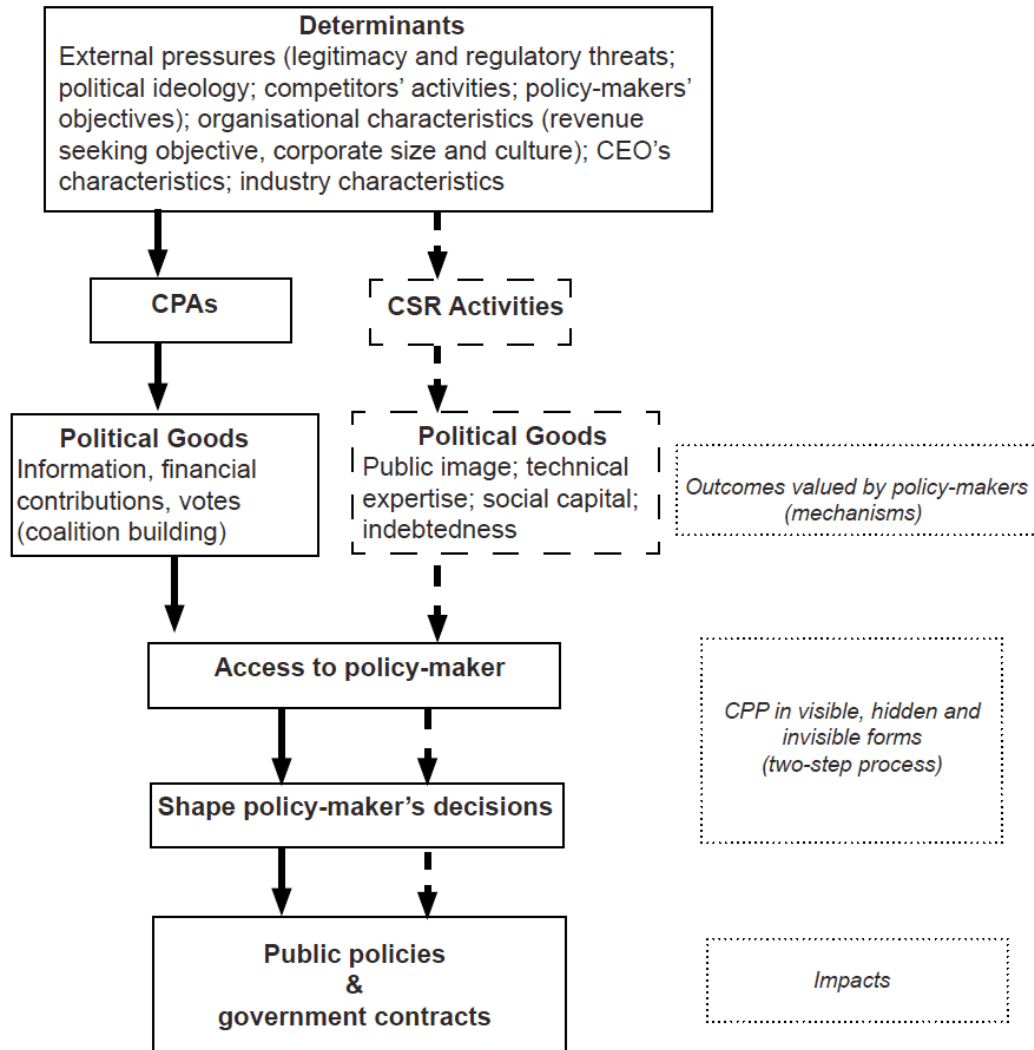 Determinants
External pressures (legitimacy and regulatory threats;
political ideology; competitors’ activities; policy-makers’
objectives); organisational characteristics (revenue
seeking objective, corporate size and culture); CEO’s
characteristics; industry characteristics
CPAs
CSR Activities
Political Goods
Information, financial
contributions, votes
(coalition building)
Political Goods
Public image; technical
expertise; social capital;
indebtedness
Outcomes valued by policy-makers
(mechanisms)
Access to policy-maker
CPP in visible, hidden and
invisible forms
(two-step process)
Shape policy-maker’s decisions
Public policies
&
government contracts
Impacts